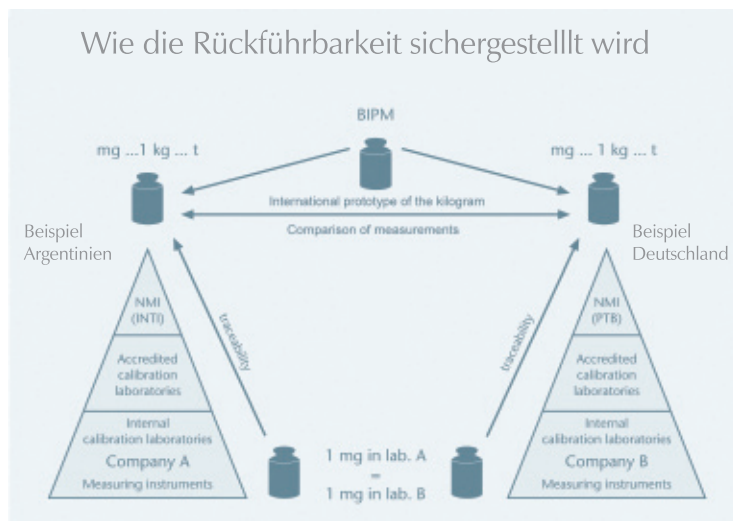 Wie die Rückführbarkeit sichergestelllt wird
BIPM
mg ...1 kg ... t
mg ... 1 kg ... t
International prototype of the kilogram
Comparison of measurements
Beispiel
Argentinien
Beispiel
Deutschland
NMI
(INTI)
traceability
traceability
NMI
(PTB)
Accredited
calibration
laboratories
Accredited
calibration
laboratories
Internal
calibration laboratories
Company A
Measuring instruments
1 mg in lab. A
=
1 mg in lab. B
Internal
calibration laboratories
Company B
Measuring instruments